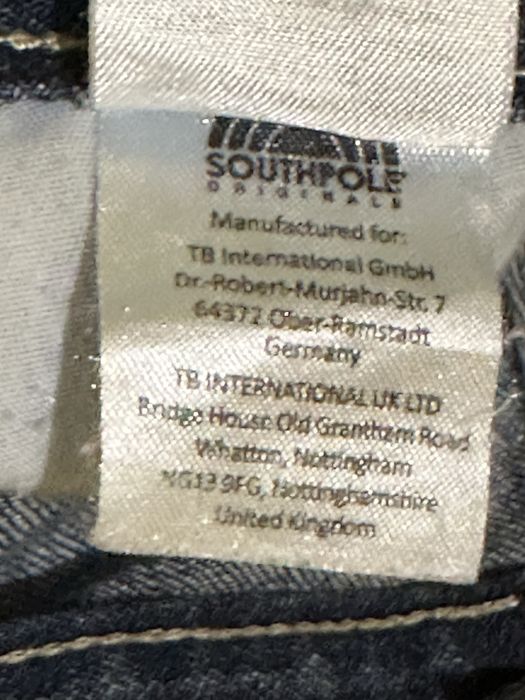 SOUTHPOLE
ORIGINALS
Manufactured for:
TB International GmbH
Dr.-Robert-Murjahn-Str. 7
64372 Ober-Ramstadt
Germany
TB INTERNATIONAL UK LTD
Bridge House Old Grantham Road
Whatton, Nottingham
NG13 9FG, Nottinghamshire
United Kingdom